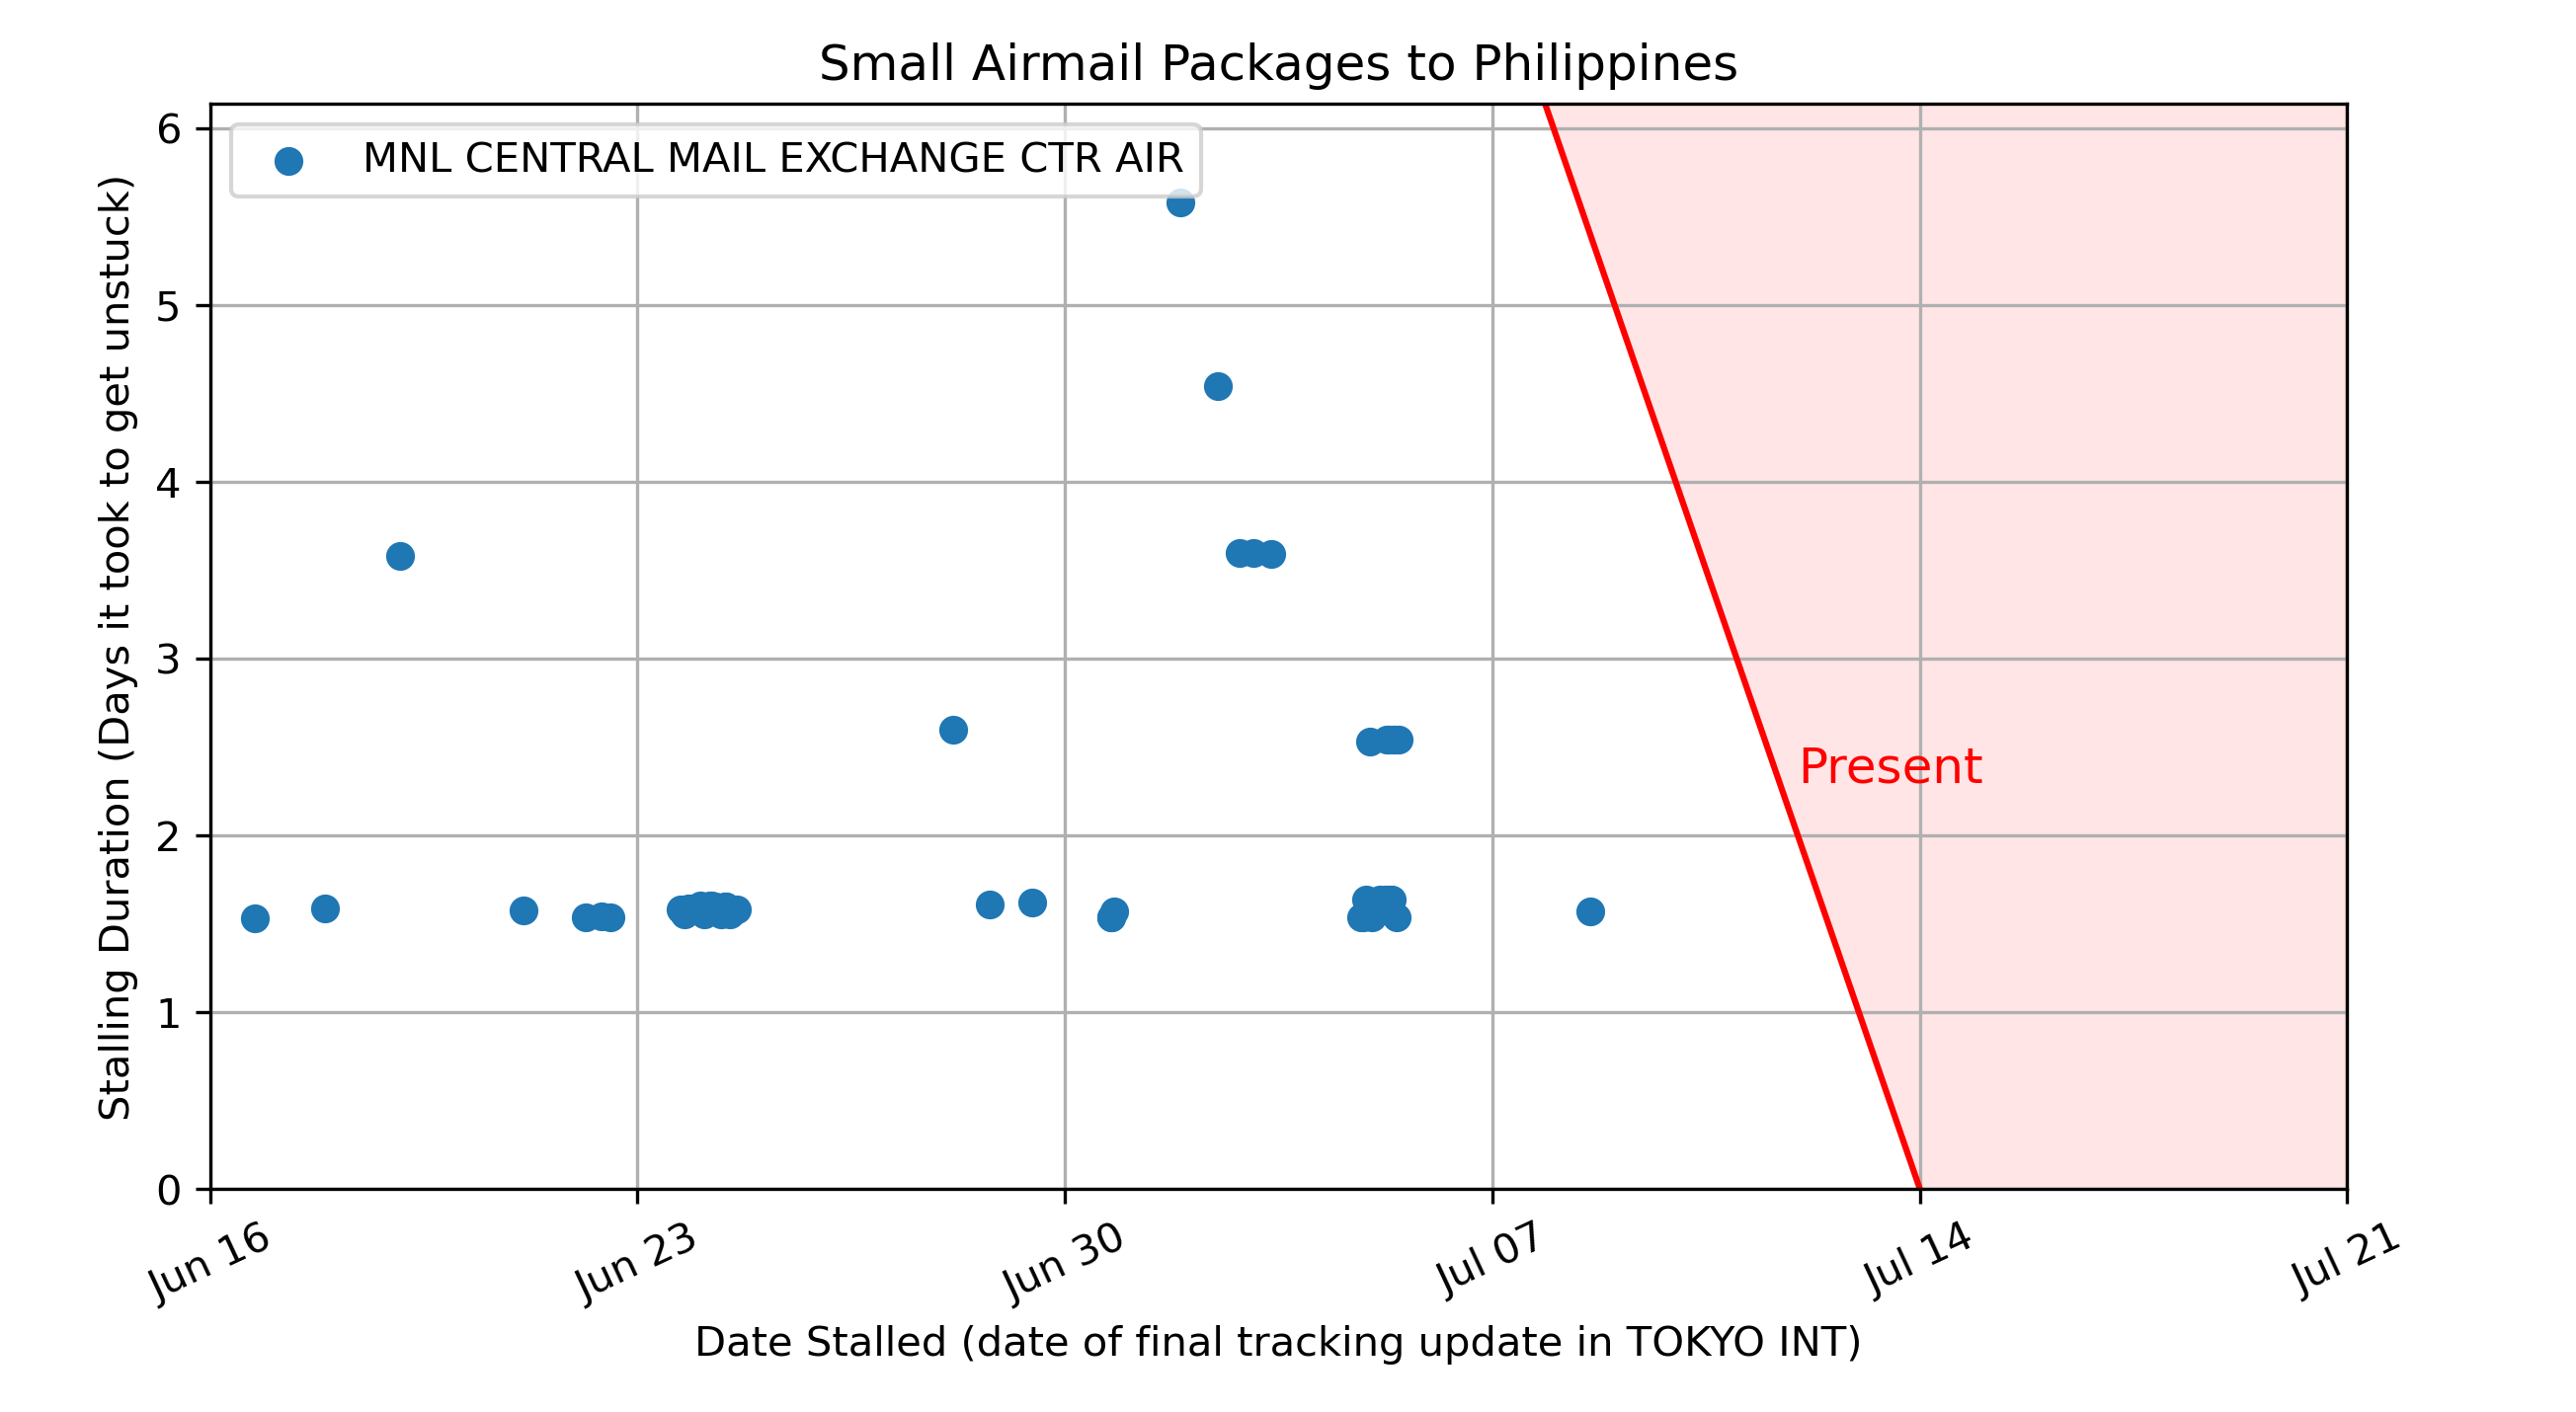 Small Airmail Packages to Philippines
MNL CENTRAL MAIL EXCHANGE CTR AIR
Stalling Duration (Days it took to get unstuck)
6
5
4
3
2
1
0
Present
Jun 16
Jun 23
Jun 30
Jul 07
Jul 14
Jul 21
Date Stalled (date of final tracking update in TOKYO INT)